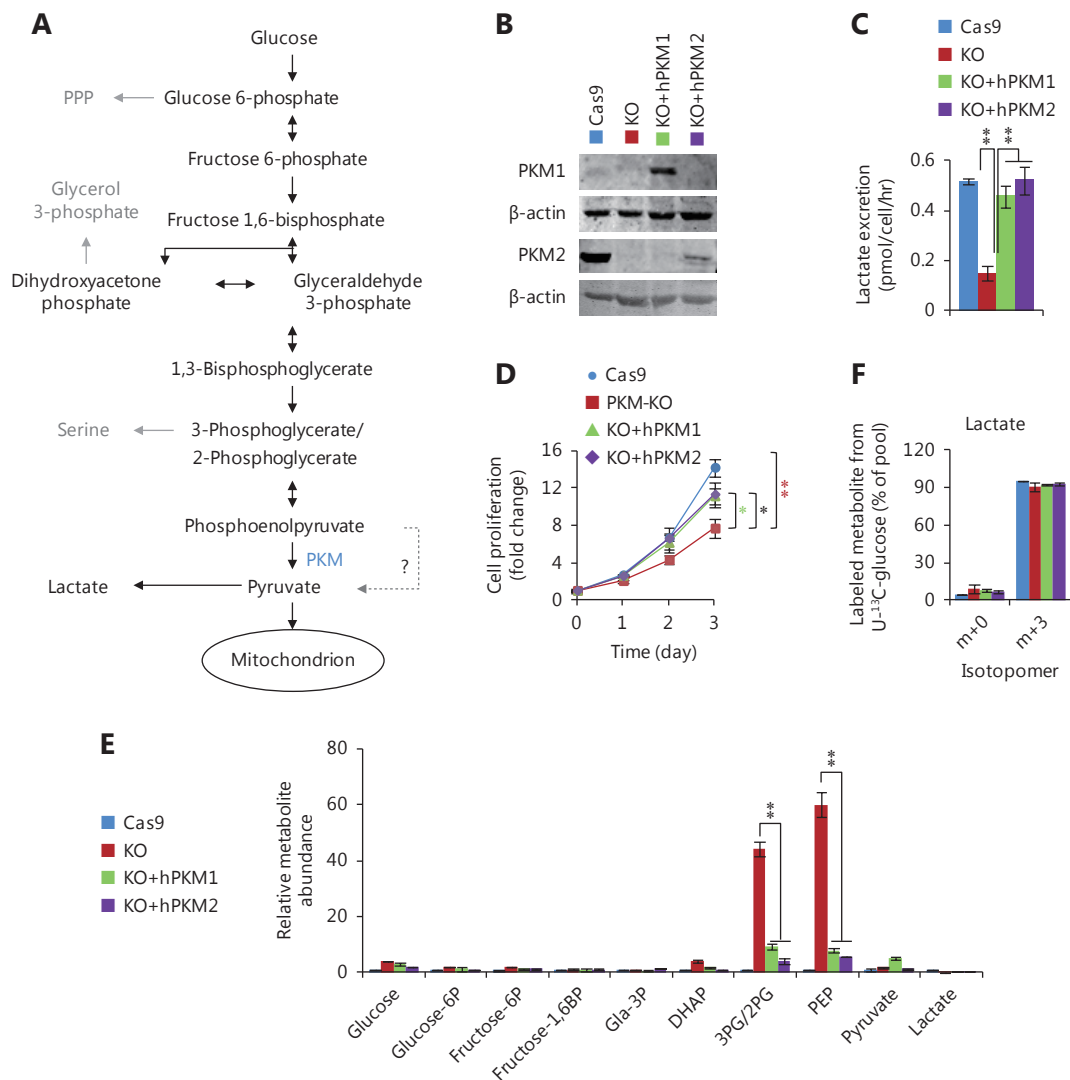 A
Glucose
PPP
Glucose 6-phosphate
Fructose 6-phosphate
Glycerol
3-phosphate
Fructose 1,6-bisphosphate
Dihydroxyacetone
phosphate
Glyceraldehyde
3-phosphate
1,3-Bisphosphoglycerate
Serine
3-Phosphoglycerate/
2-Phosphoglycerate
Phosphoenolpyruvate
PKM
?
Lactate
Pyruvate
Mitochondrion
B
Cas9
KO
KO+hPKM1
KO+hPKM2
PKM1
β-actin
PKM2
β-actin
C
Cas9
KO
KO+hPKM1
KO+hPKM2
** **
Lactate excretion
(pmol/cell/hr)
0.6
0.4
0.2
0
D
Cas9
PKM-KO
KO+hPKM1
KO+hPKM2
Cell proliferation
(fold change)
16
12
8
4
0
* * **
0 1 2 3
Time (day)
F
Lactate
Labeled metabolite from
U-¹³C-glucose (% of pool)
120
90
60
30
0
m+0 m+3
Isotopomer
E
Cas9
KO
KO+hPKM1
KO+hPKM2
Relative metabolite
abundance
80
60
40
20
0
** **
Glucose
Glucose-6P
Fructose-6P
Fructose-1,6BP
Gla-3P
DHAP
3PG/2PG
PEP
Pyruvate
Lactate